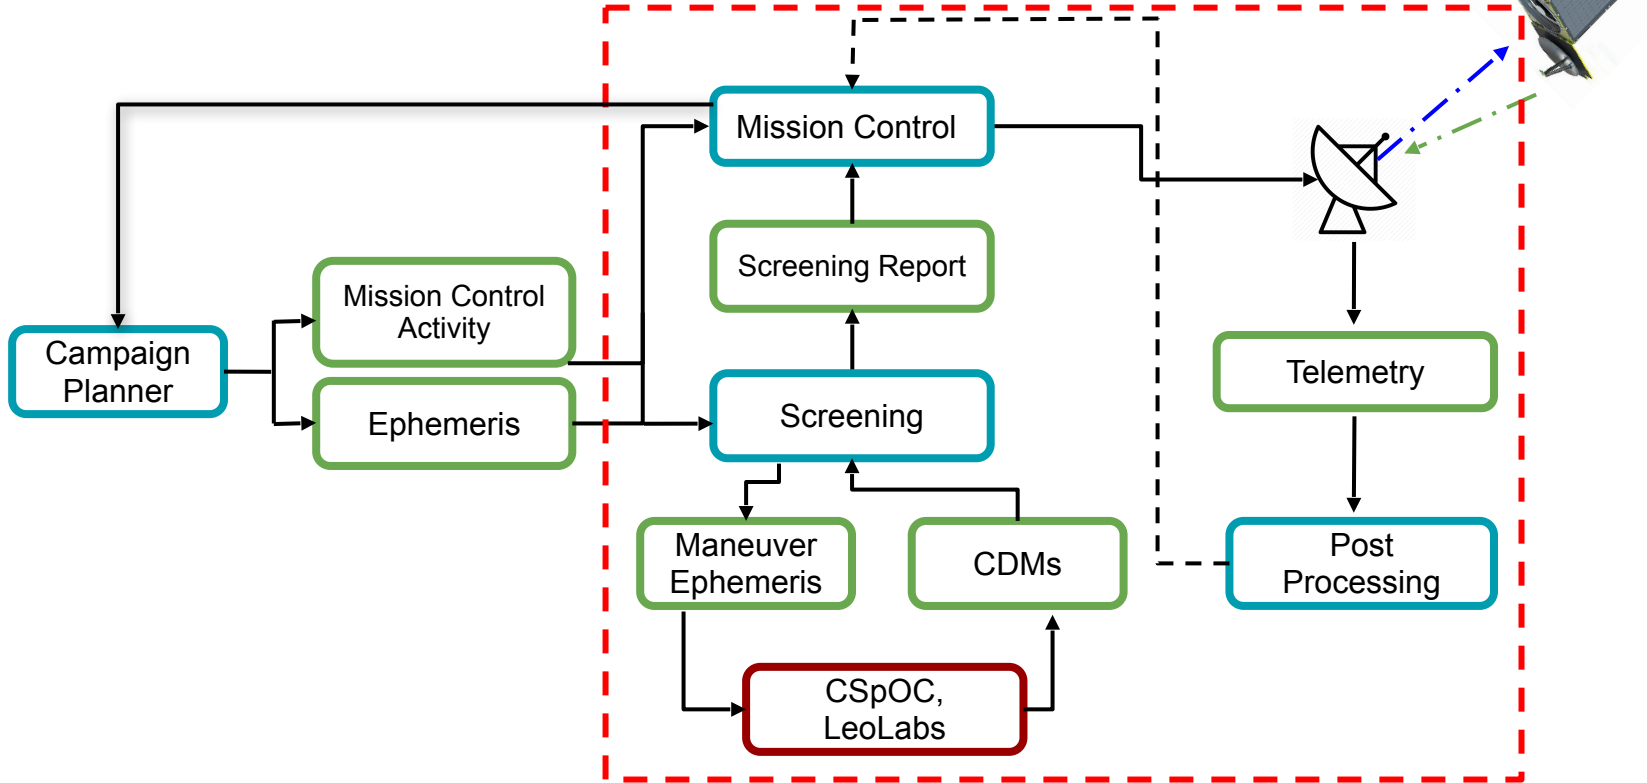 Mission Control
Screening Report
Mission Control
Activity
Campaign
Planner
Ephemeris
Screening
Telemetry
Maneuver
Ephemeris
CDMs
Post
Processing
CSpOC,
LeoLabs